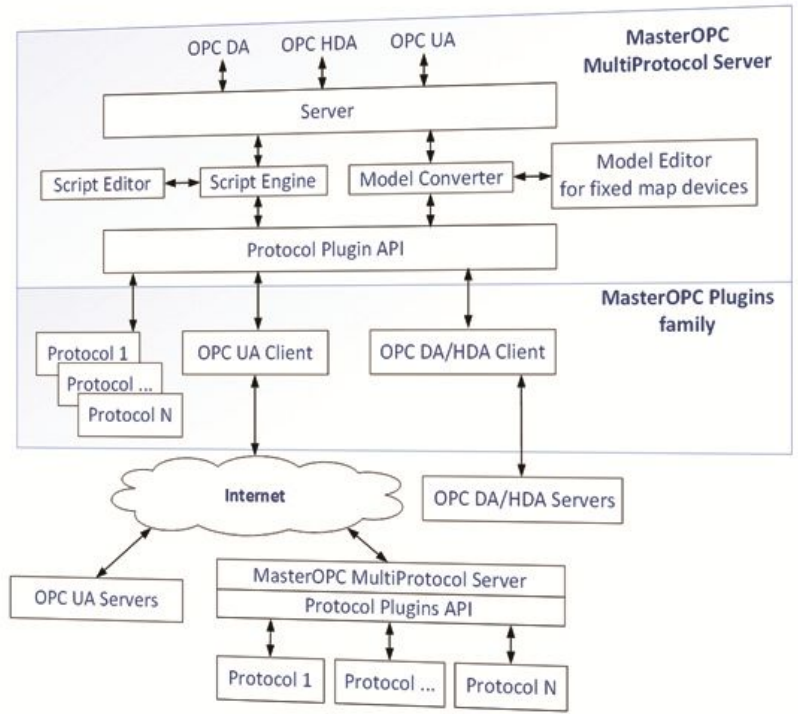 OPC DA
OPC HDA
OPC UA
MasterOPC
MultiProtocol Server
Server
Script Editor
Script Engine
Model Converter
Model Editor
for fixed map devices
Protocol Plugin API
MasterOPC Plugins
family
Protocol 1
Protocol ...
Protocol N
OPC UA Client
OPC DA/HDA Client
Internet
OPC DA/HDA Servers
OPC UA Servers
MasterOPC MultiProtocol Server
Protocol Plugins API
Protocol 1
Protocol ...
Protocol N